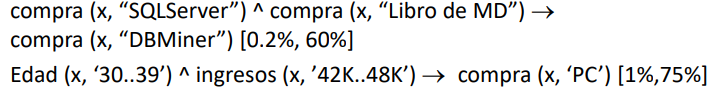 compra (x, “SQLServer”) ^ compra (x, “Libro de MD”) →
compra (x, “DBMiner”) [0.2%, 60%]
Edad (x, ‘30..39’) ^ ingresos (x, ’42K..48K’) → compra (x, ‘PC’) [1%,75%]